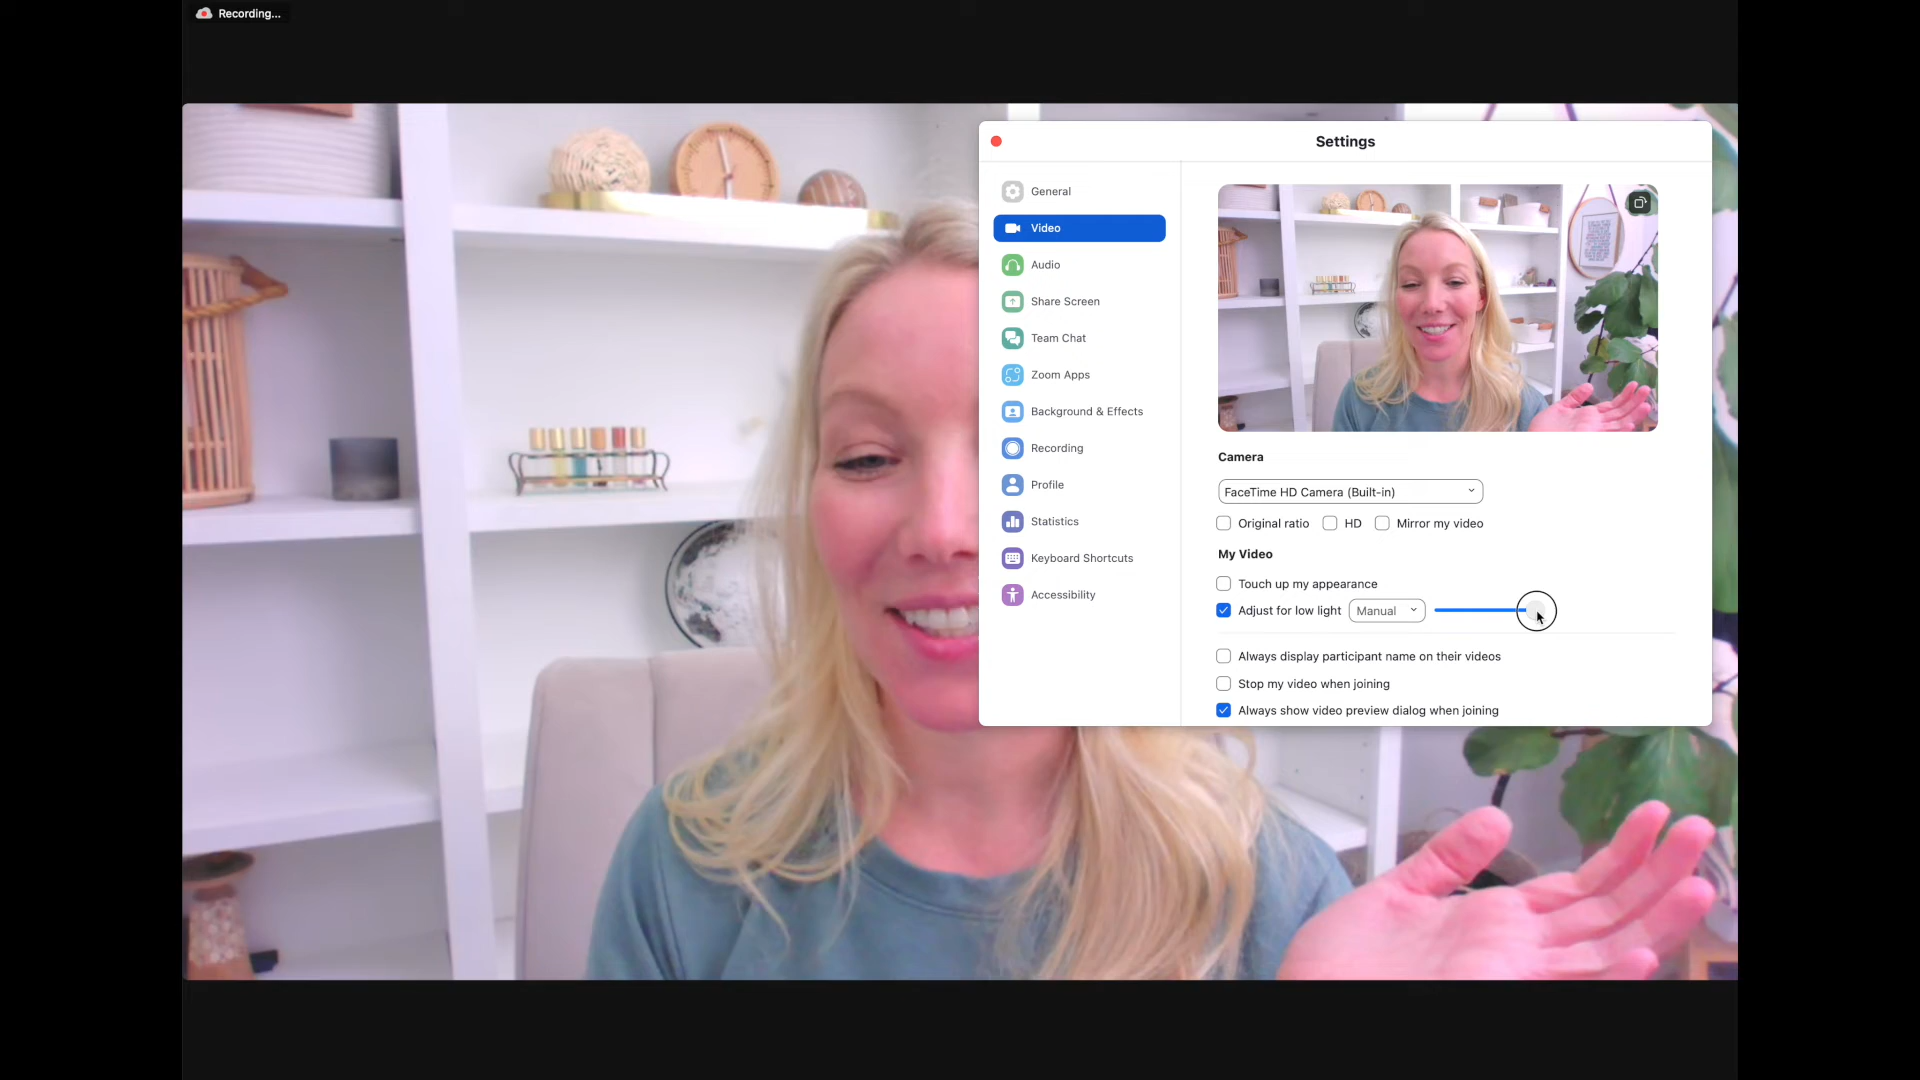 Recording...
Settings
General
Video
Audio
Share Screen
Team Chat
Zoom Apps
Background & Effects
Recording
Profile
Statistics
Keyboard Shortcuts
Accessibility
Camera
FaceTime HD Camera (Built-in)
Original ratio HD Mirror my video
My Video
Touch up my appearance
Adjust for low light Manual
Always display participant name on their videos
Stop my video when joining
Always show video preview dialog when joining